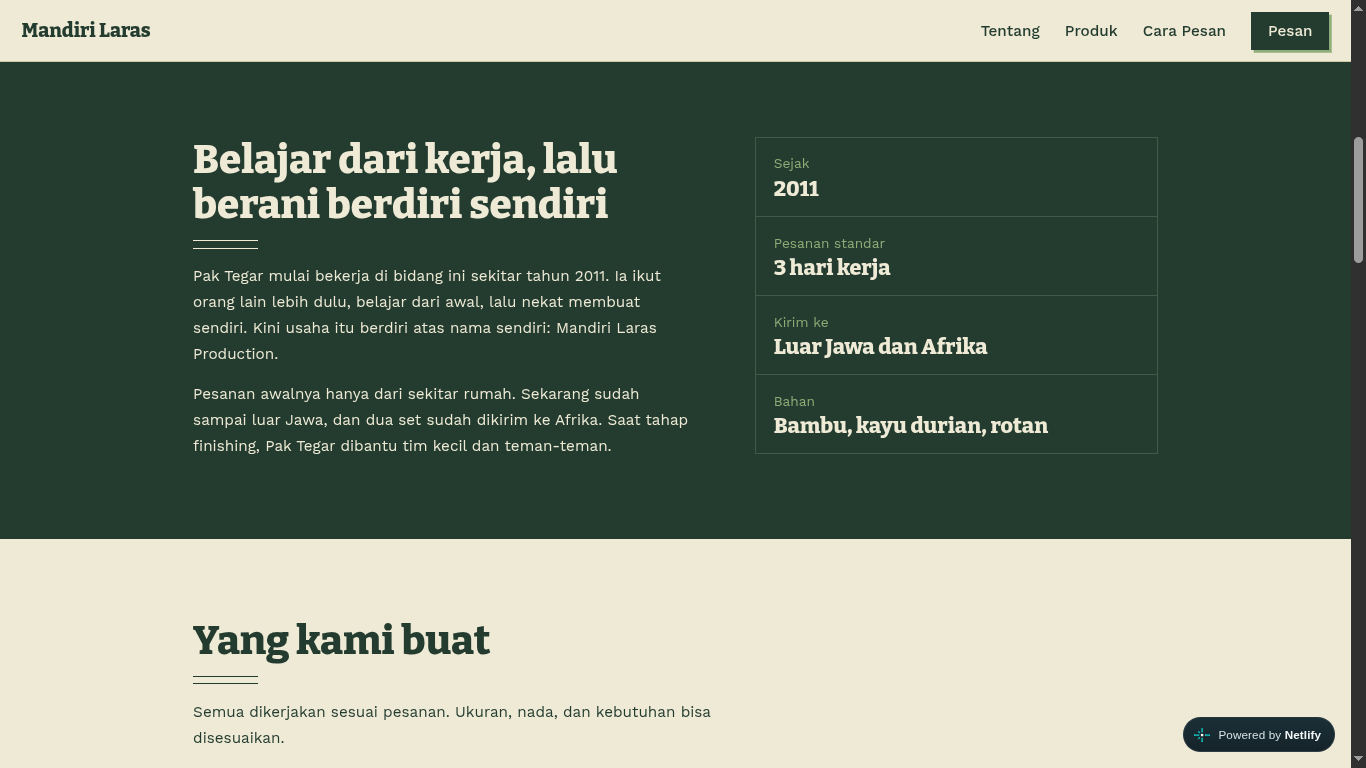 Mandiri Laras
Tentang
Produk
Cara Pesan
Pesan
Belajar dari kerja, lalu
berani berdiri sendiri
Pak Tegar mulai bekerja di bidang ini sekitar tahun 2011. Ia ikut
orang lain lebih dulu, belajar dari awal, lalu nekat membuat
sendiri. Kini usaha itu berdiri atas nama sendiri: Mandiri Laras
Production.
Pesanan awalnya hanya dari sekitar rumah. Sekarang sudah
sampai luar Jawa, dan dua set sudah dikirim ke Afrika. Saat tahap
finishing, Pak Tegar dibantu tim kecil dan teman-teman.
Sejak
2011
Pesanan standar
3 hari kerja
Kirim ke
Luar Jawa dan Afrika
Bahan
Bambu, kayu durian, rotan
Yang kami buat
Semua dikerjakan sesuai pesanan. Ukuran, nada, dan kebutuhan bisa
disesuaikan.
Powered by Netlify